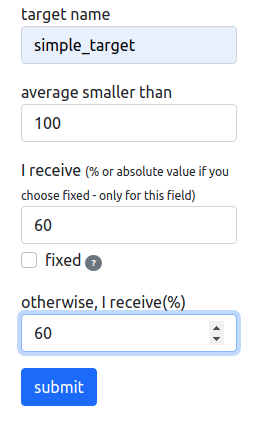 target name
simple_target
average smaller than
100
I receive (% or absolute value if you
choose fixed - only for this field)
60
fixed ?
otherwise, I receive(%)
60
submit